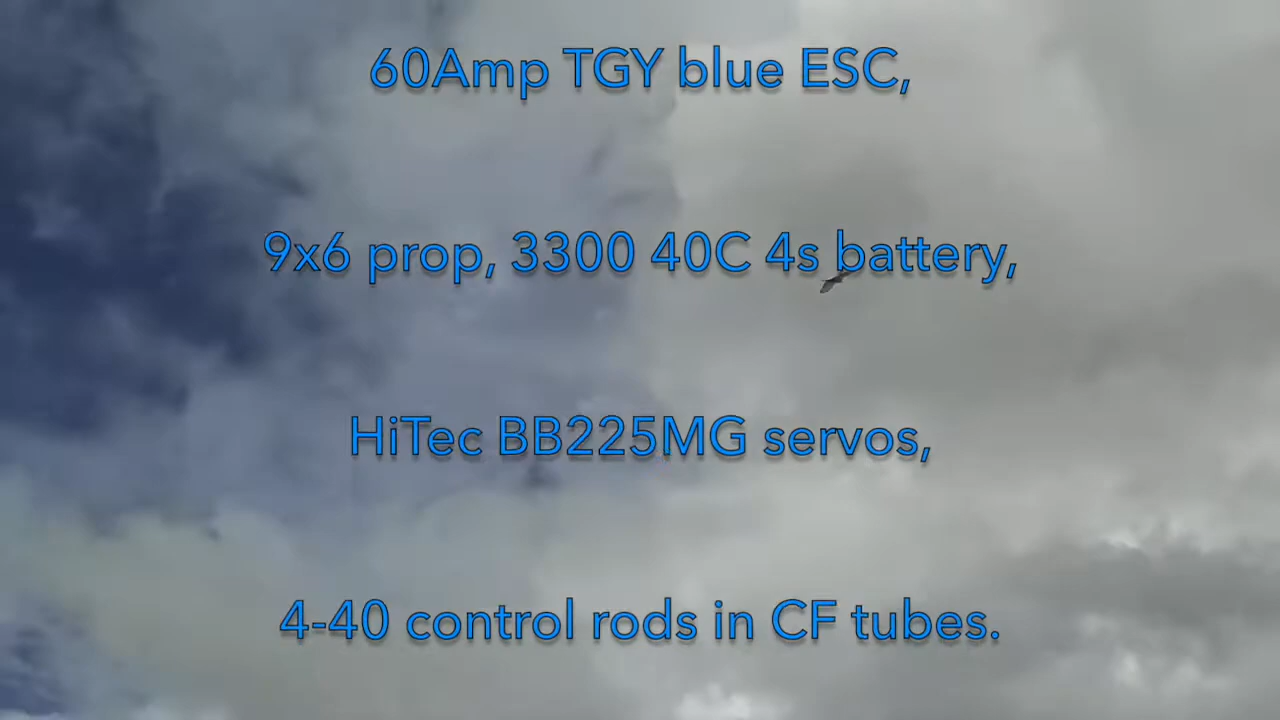 60Amp TGY blue ESC,
9x6 prop, 3300 40C 4s battery,
HiTec BB225MG servos,
4-40 control rods in CF tubes.